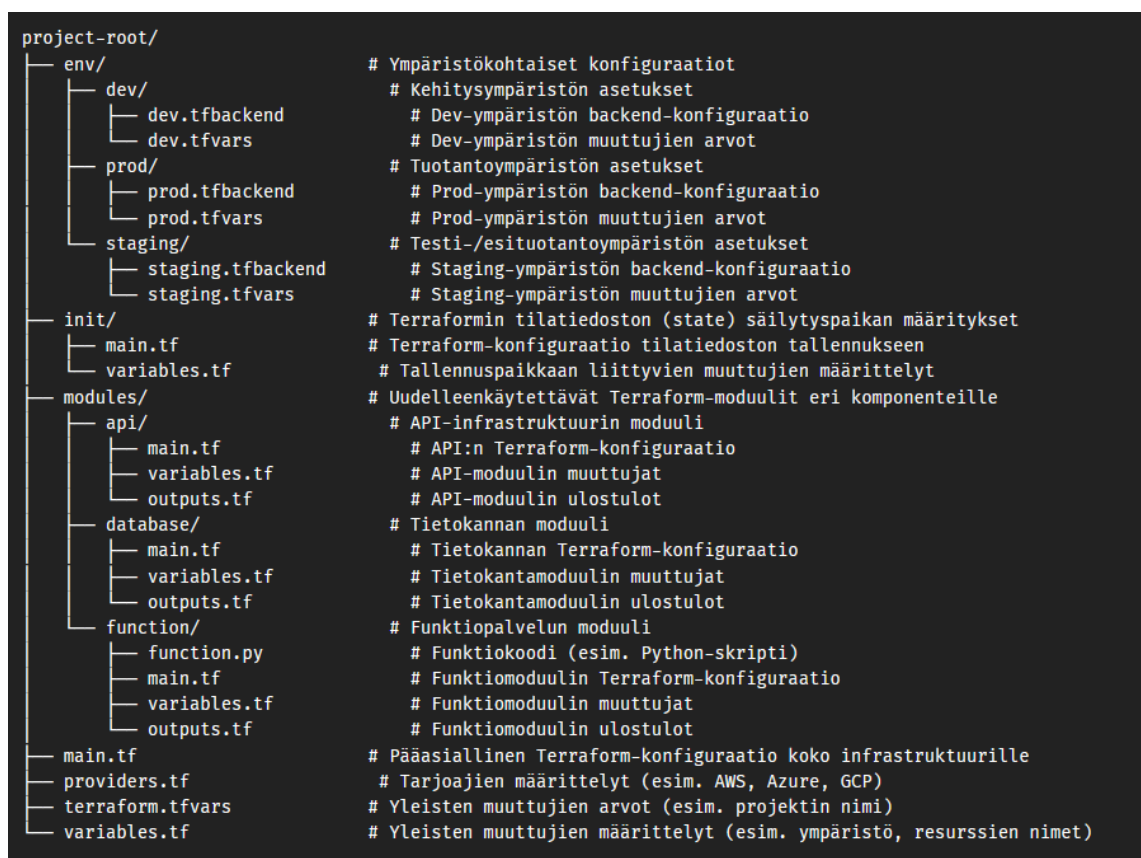 project-root/
├── env/                         # Ympäristökohtaiset konfiguraatiot
│   ├── dev/                       # Kehitysympäristön asetukset
│   │   ├── dev.tfbackend            # Dev-ympäristön backend-konfiguraatio
│   │   └── dev.tfvars               # Dev-ympäristön muuttujien arvot
│   ├── prod/                      # Tuotantoympäristön asetukset
│   │   ├── prod.tfbackend           # Prod-ympäristön backend-konfiguraatio
│   │   └── prod.tfvars              # Prod-ympäristön muuttujien arvot
│   └── staging/                   # Testi-/esituotantoympäristön asetukset
│       ├── staging.tfbackend        # Staging-ympäristön backend-konfiguraatio
│       └── staging.tfvars           # Staging-ympäristön muuttujien arvot
├── init/                        # Terraformin tilatiedoston (state) säilytyspaikan määritykset
│   ├── main.tf                  # Terraform-konfiguraatio tilatiedoston tallennukseen
│   └── variables.tf              # Tallennuspaikkaan liittyvien muuttujien määrittelyt
├── modules/                     # Uudelleenkäytettävät Terraform-moduulit eri komponenteille
│   ├── api/                       # API-infrastruktuurin moduuli
│   │   ├── main.tf                  # API:n Terraform-konfiguraatio
│   │   ├── variables.tf             # API-moduulin muuttujat
│   │   └── outputs.tf               # API-moduulin ulostulot
│   ├── database/                  # Tietokannan moduuli
│   │   ├── main.tf                  # Tietokannan Terraform-konfiguraatio
│   │   ├── variables.tf             # Tietokantamoduulin muuttujat
│   │   └── outputs.tf               # Tietokantamoduulin ulostulot
│   └── function/                  # Funktiopalvelun moduuli
│       ├── function.py              # Funktiokoodi (esim. Python-skripti)
│       ├── main.tf                  # Funktiomoduulin Terraform-konfiguraatio
│       ├── variables.tf             # Funktiomoduulin muuttujat
│       └── outputs.tf               # Funktiomoduulin ulostulot
├── main.tf                      # Pääasiallinen Terraform-konfiguraatio koko infrastruktuurille
├── providers.tf                  # Tarjoajien määrittelyt (esim. AWS, Azure, GCP)
├── terraform.tfvars             # Yleisten muuttujien arvot (esim. projektin nimi)
└── variables.tf                 # Yleisten muuttujien määrittelyt (esim. ympäristö, resurssien nimet)